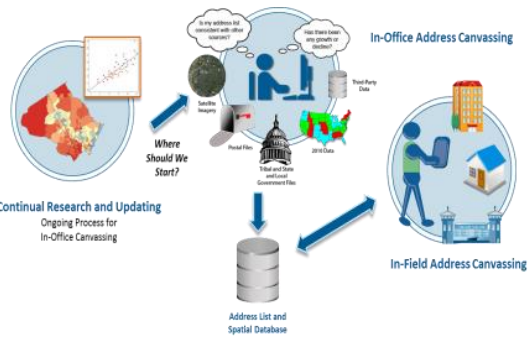 Is my address list
consistent with other
sources?
Has there been
any growth or
decline?
In-Office Address Canvassing
Third-Party
Data
Satellite
Imagery
Postal Files
2010 Data
Tribal and State
and Local
Government Files
Where
Should We
Start?
Continual Research and Updating
Ongoing Process for
In-Office Canvassing
In-Field Address Canvassing
Address List and
Spatial Database